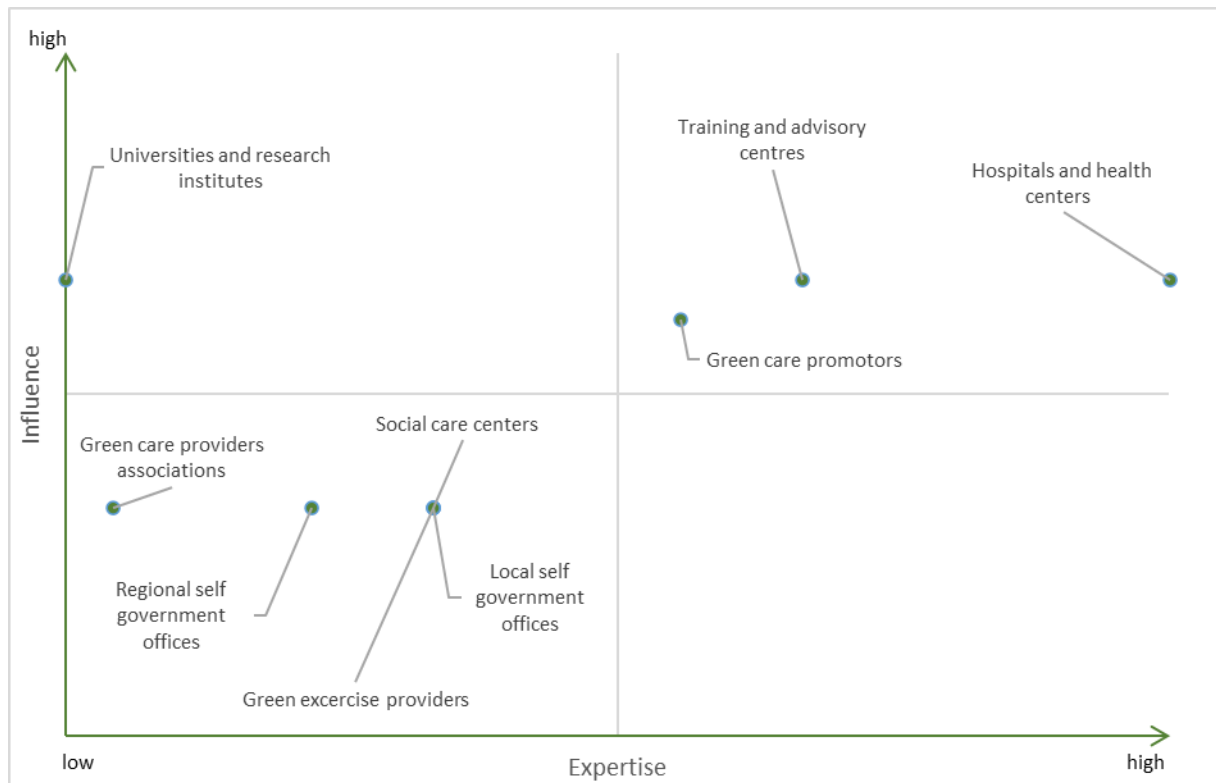 high
Training and advisory
centres
Universities and research
institutes
Hospitals and health
centers
Green care promotors
Influence
Social care centers
Green care providers
associations
Local self
government
offices
Regional self
government
offices
Green excercise providers
low
high
Expertise